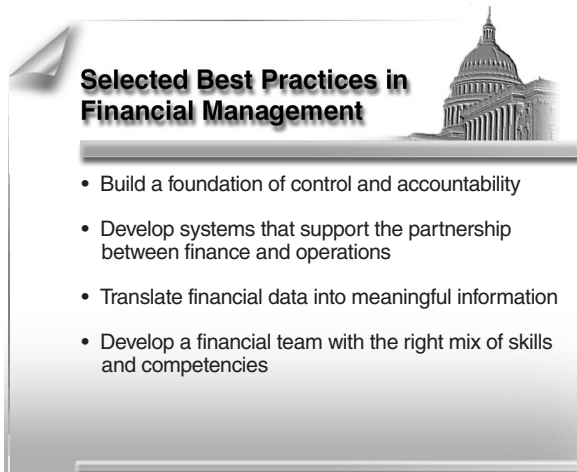 Selected Best Practices in
Financial Management
• Build a foundation of control and accountability
• Develop systems that support the partnership
between finance and operations
• Translate financial data into meaningful information
• Develop a financial team with the right mix of skills
and competencies